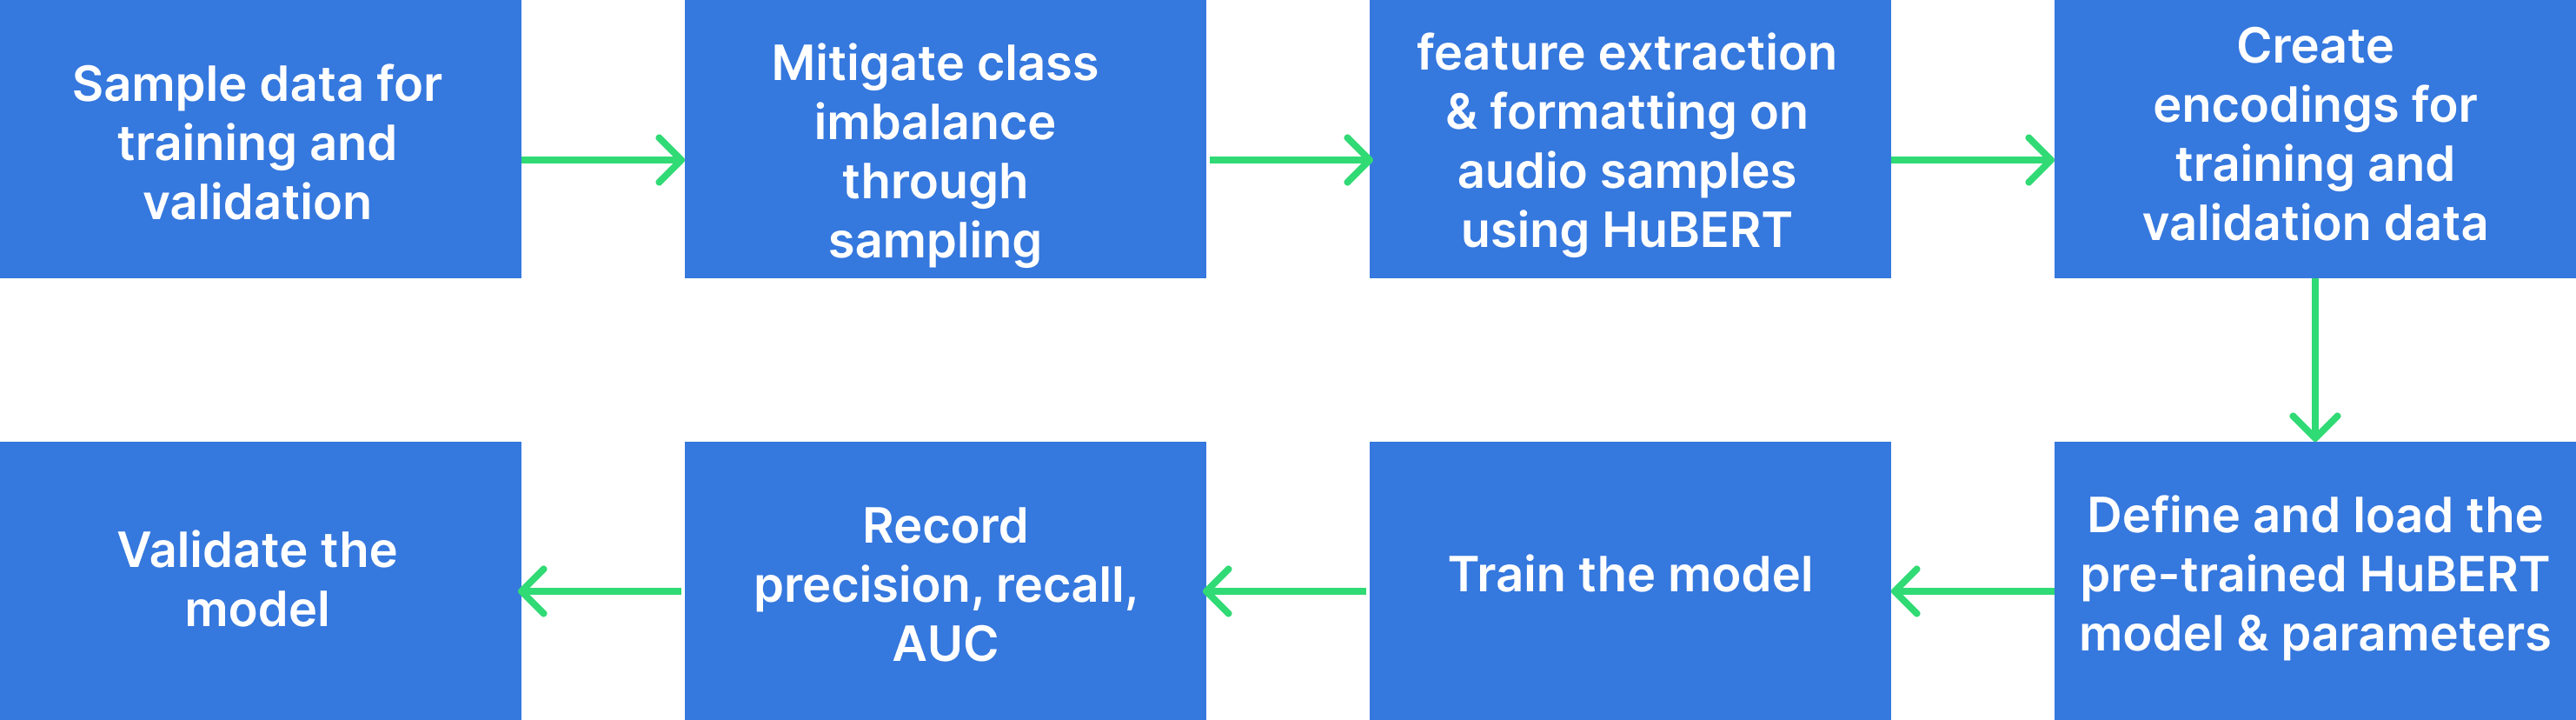 Sample data for
training and
validation
Mitigate class
imbalance
through
sampling
feature extraction
& formatting on
audio samples
using HuBERT
Create
encodings for
training and
validation data
Define and load the
pre-trained HuBERT
model & parameters
Train the model
Record
precision, recall,
AUC
Validate the
model